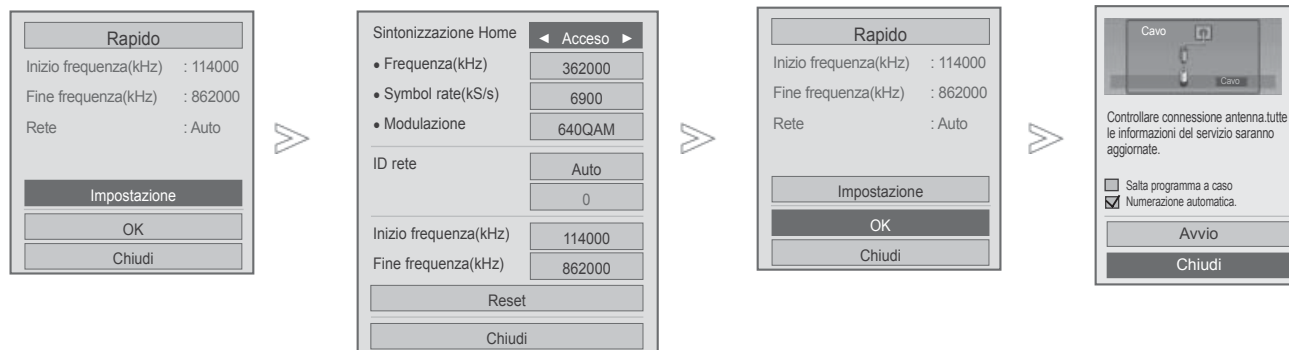 Rapido
Inizio frequenza(kHz) : 114000
Fine frequenza(kHz) : 862000
Rete : Auto
Impostazione
OK
Chiudi
Sintonizzazione Home ◄ Acceso ►
• Frequenza(kHz) 362000
• Symbol rate(kS/s) 6900
• Modulazione 640QAM
ID rete Auto
0
Inizio frequenza(kHz) 114000
Fine frequenza(kHz) 862000
Reset
Chiudi
Rapido
Inizio frequenza(kHz) : 114000
Fine frequenza(kHz) : 862000
Rete : Auto
Impostazione
OK
Chiudi
Cavo
Cavo
Controllare connessione antenna.tutte
le informazioni del servizio saranno
aggiornate.
Salta programma a caso
Numerazione automatica.
Avvio
Chiudi